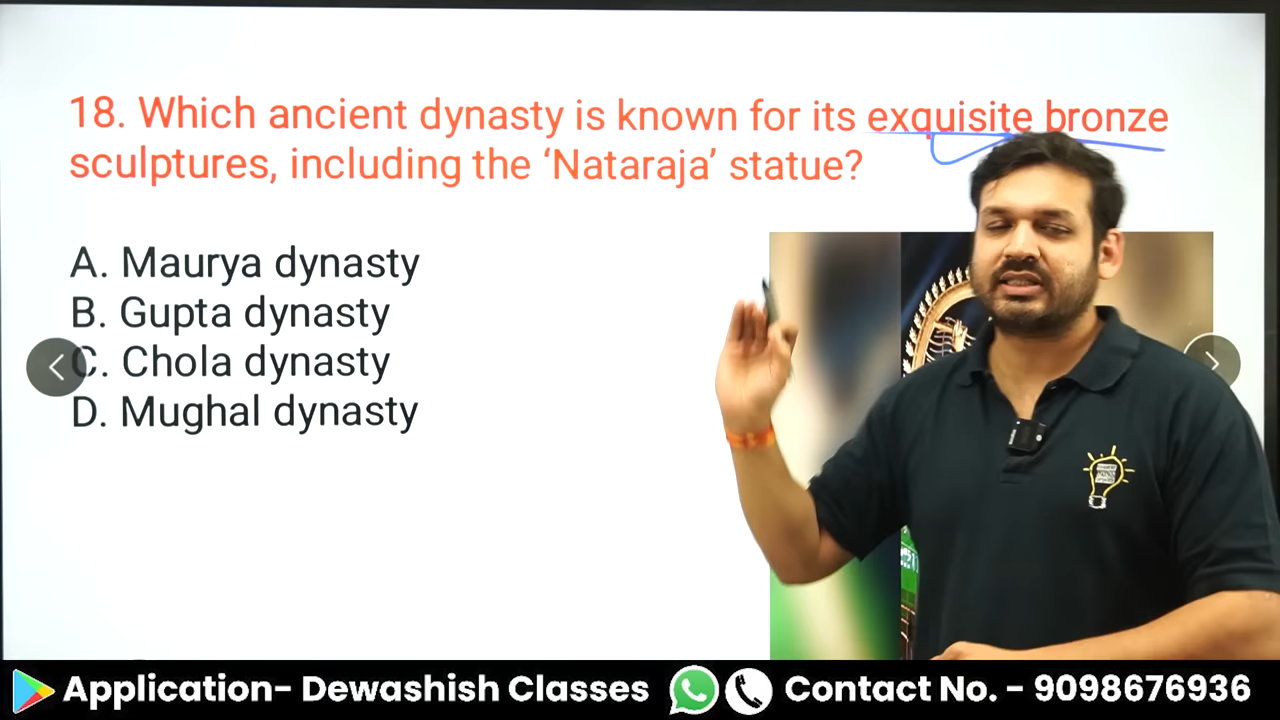 18. Which ancient dynasty is known for its exquisite bronze
sculptures, including the ‘Nataraja’ statue?
A. Maurya dynasty
B. Gupta dynasty
C. Chola dynasty
D. Mughal dynasty
Application- Dewashish Classes
Contact No. - 9098676936